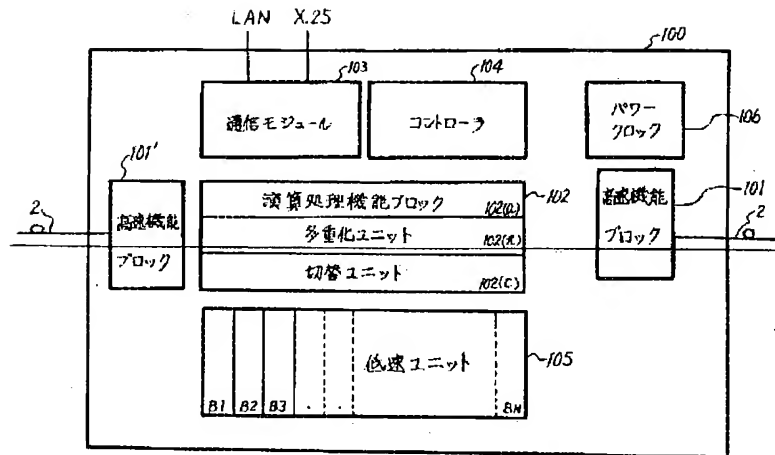 LAN X.25
100
103
通信モジュール
104
コントローラ
パワー
クロック
106
101'
高速機能
ブロック
2
演算処理機能ブロック
102(a)
102
多重化ユニット
102(b)
切替ユニット
102(c)
101
高速機能
ブロック
2
低速ユニット
105
B1 B2 B3 . . BN